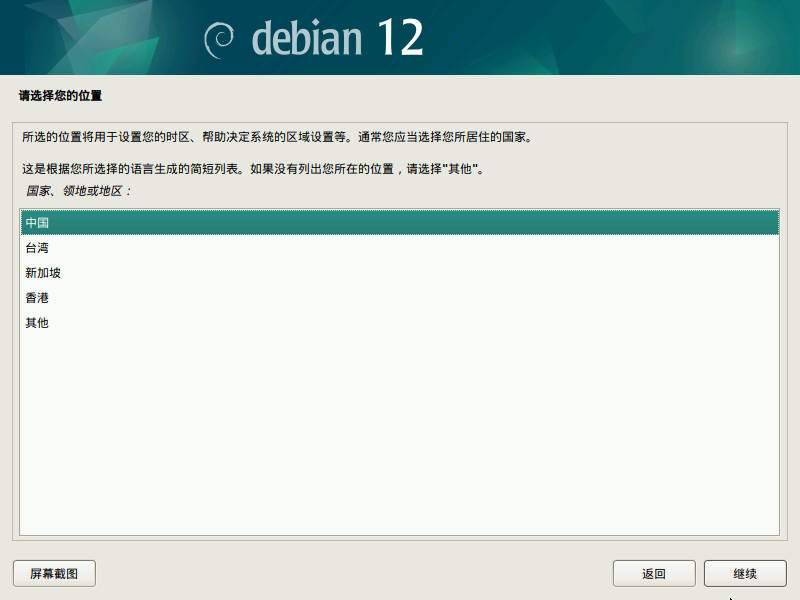 debian 12
请选择您的位置
所选的位置将用于设置您的时区、帮助决定系统的区域设置等。通常您应当选择您所居住的国家。
这是根据您所选择的语言生成的简短列表。如果没有列出您所在的位置，请选择"其他"。
国家、领地或地区：
中国
台湾
新加坡
香港
其他
屏幕截图
返回
继续